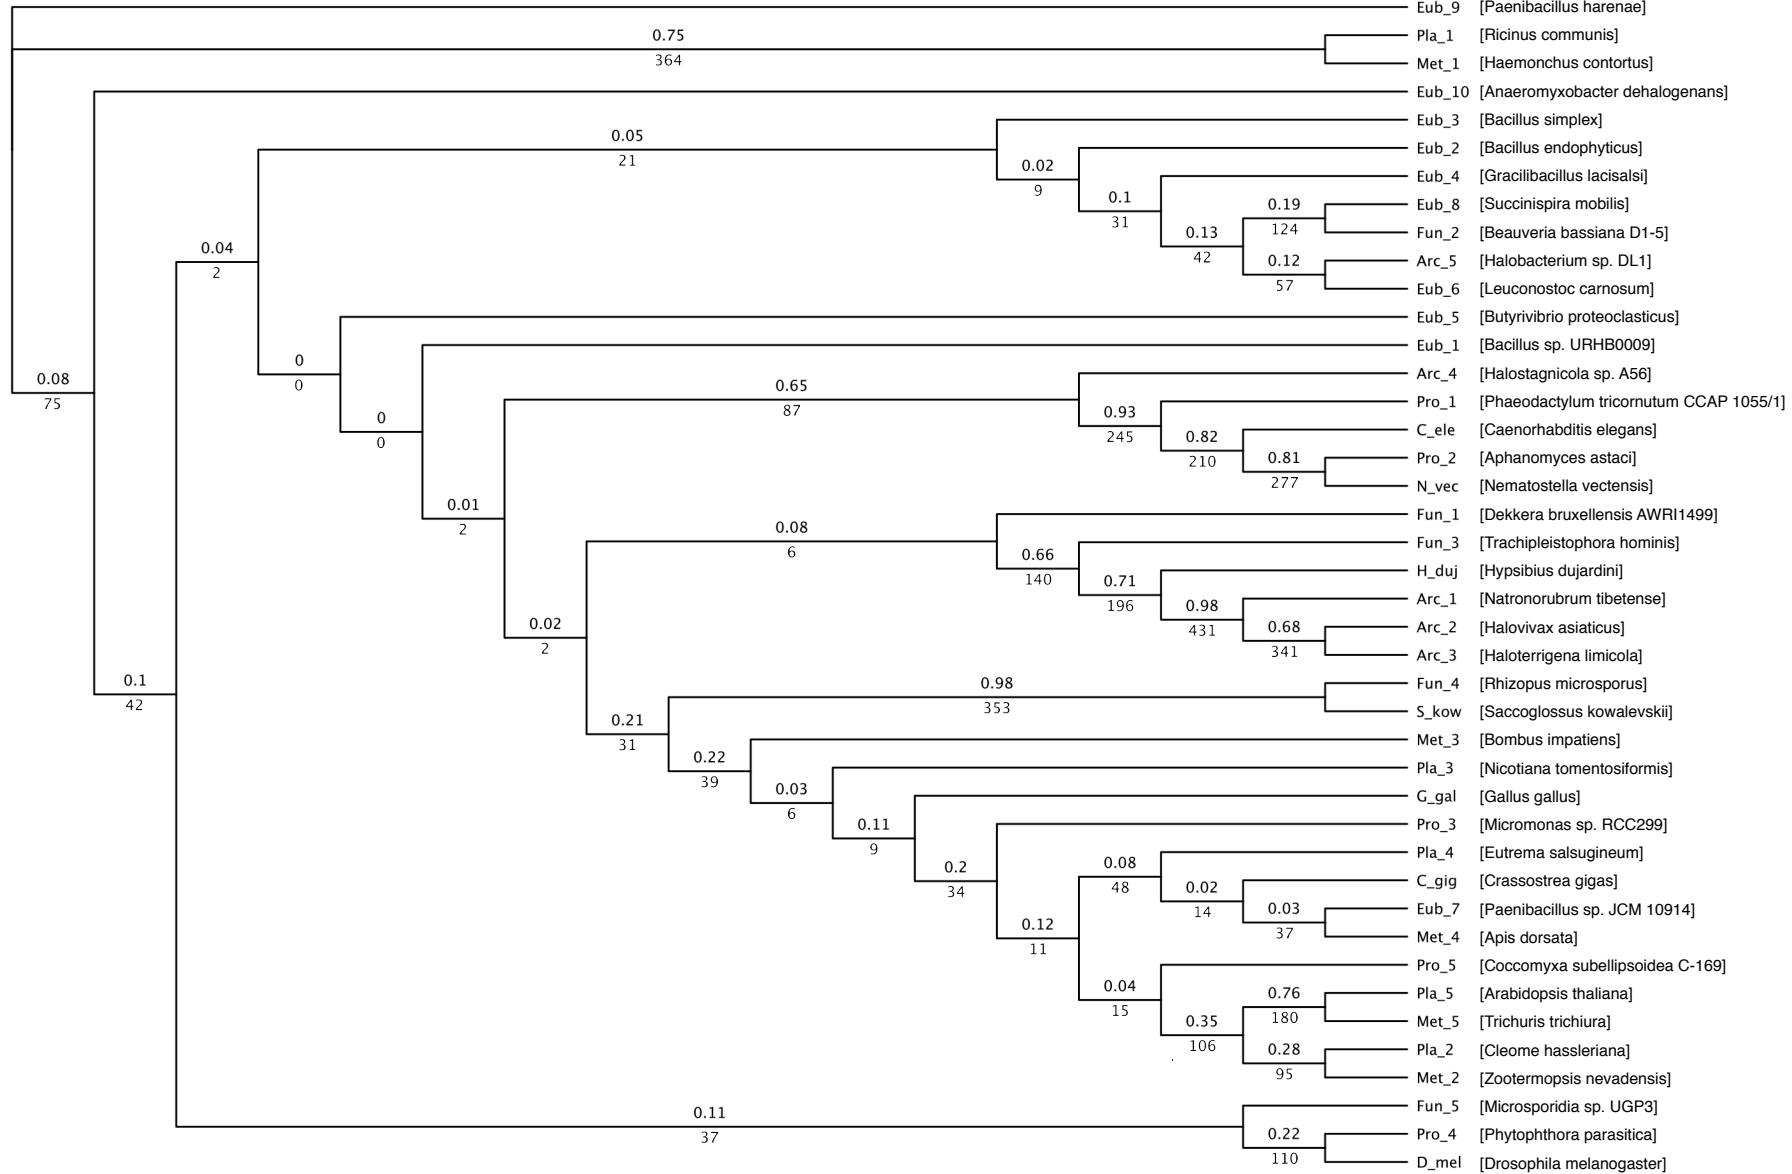 Eub_9 [Paenibacillus harenae]
0.75 Pla_1 [Ricinus communis]
364 Met_1 [Haemonchus contortus]
Eub_10 [Anaeromyxobacter dehalogenans]
Eub_3 [Bacillus simplex]
0.05
21
Eub_2 [Bacillus endophyticus]
0.02
9
Eub_4 [Gracilibacillus lacisalsi]
0.1
31
0.19 Eub_8 [Succinispira mobilis]
124 Fun_2 [Beauveria bassiana D1-5]
0.13
42
0.04
2
0.12 Arc_5 [Halobacterium sp. DL1]
57 Eub_6 [Leuconostoc carnosum]
Eub_5 [Butyrivibrio proteoclasticus]
Eub_1 [Bacillus sp. URHB0009]
0
0
0.08
75
Arc_4 [Halostagnicola sp. A56]
0.65
87
Pro_1 [Phaeodactylum tricornutum CCAP 1055/1]
0.93
245
0
0
C_ele [Caenorhabditis elegans]
0.82
210
0.81 Pro_2 [Aphanomyces astaci]
277 N_vec [Nematostella vectensis]
0.01
2
Fun_1 [Dekkera bruxellensis AWRI1499]
0.08
6
Fun_3 [Trachipleistophora hominis]
0.66
140
H_duj [Hypsibius dujardini]
0.71
196
Arc_1 [Natronorubrum tibetense]
0.98
431
0.68 Arc_2 [Halovivax asiaticus]
341 Arc_3 [Haloterrigena limicola]
0.02
2
0.1
42
0.98 Fun_4 [Rhizopus microsporus]
353 S_kow [Saccoglossus kowalevskii]
0.21
31
Met_3 [Bombus impatiens]
0.22
39
Pla_3 [Nicotiana tomentosiformis]
0.03
6
G_gal [Gallus gallus]
0.11
9
Pro_3 [Micromonas sp. RCC299]
0.2
34
Pla_4 [Eutrema salsugineum]
0.08
48
C_gig [Crassostrea gigas]
0.02
14
0.03 Eub_7 [Paenibacillus sp. JCM 10914]
37 Met_4 [Apis dorsata]
0.12
11
Pro_5 [Coccomyxa subellipsoidea C-169]
0.04
15
0.76 Pla_5 [Arabidopsis thaliana]
180 Met_5 [Trichuris trichiura]
0.35
106
0.28 Pla_2 [Cleome hassleriana]
95 Met_2 [Zootermopsis nevadensis]
0.11 Fun_5 [Microsporidia sp. UGP3]
37
0.22 Pro_4 [Phytophthora parasitica]
110 D_mel [Drosophila melanogaster]